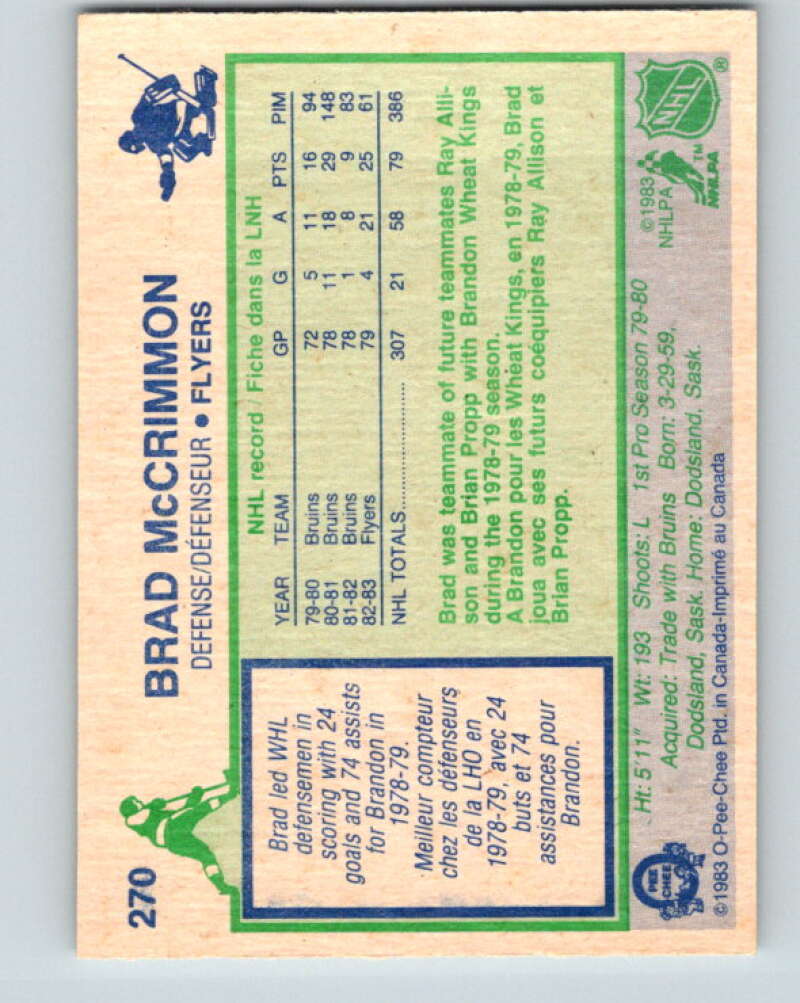 270
BRAD McCRIMMON
DEFENSE/DÉFENSEUR • FLYERS
Brad led WHL
defensemen in
scoring with 24
goals and 74 assists
for Brandon in
1978-79.
Meilleur compteur
chez les défenseurs
de la LHO en
1978-79, avec 24
buts et 74
assistances pour
Brandon.
NHL record / Fiche dans la LNH
YEAR TEAM GP G A PTS PIM
79-80 Bruins 72 5 11 16 94
80-81 Bruins 78 11 18 29 148
81-82 Bruins 78 1 8 9 83
82-83 Flyers 79 4 21 25 61
NHL TOTALS 307 21 58 79 386
Brad was teammate of future teammates Ray Alli-
son and Brian Propp with Brandon Wheat Kings
during the 1978-79 season.
A Brandon pour les Wheat Kings, en 1978-79, Brad
joua avec ses futurs coéquipiers Ray Allison et
Brian Propp.
Ht: 5'11" Wt: 193 Shoots: L 1st Pro Season 79-80
Acquired: Trade with Bruins Born: 3-29-59,
Dodsland, Sask. Home: Dodsland, Sask.
©1983 O-Pee-Chee Ptd. in Canada-Imprimé au Canada
PEE
CHEE
©1983
NHLPA
NHL
®
TM
NHLPA